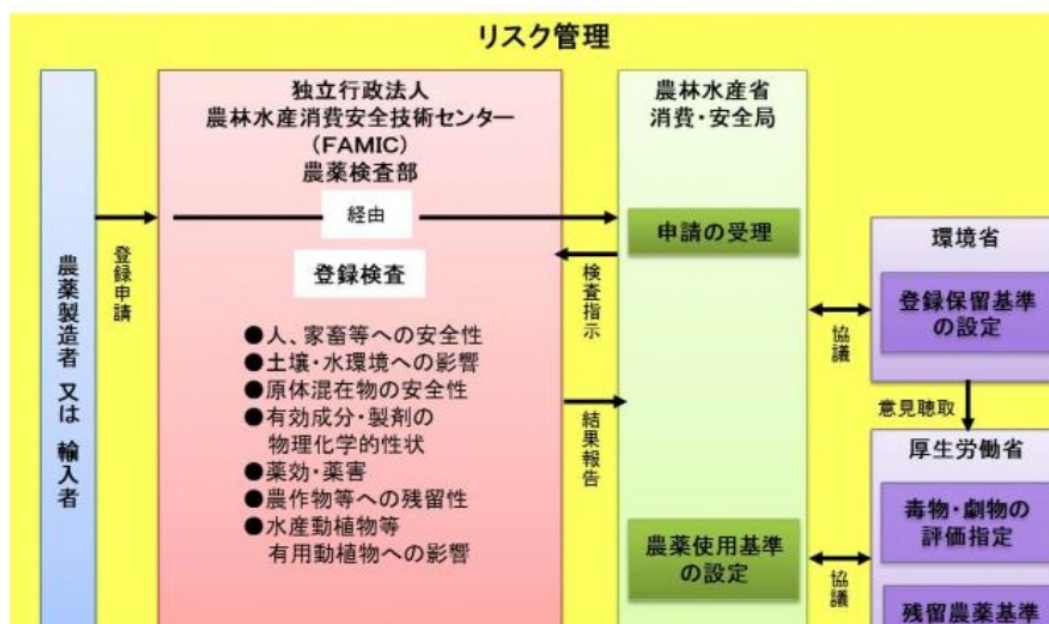 リスク管理
農薬製造者 又は 輸入者
登録申請
独立行政法人
農林水産消費安全技術センター
(FAMIC)
農薬検査部
経由
登録検査
●人、家畜等への安全性
●土壌・水環境への影響
●原体混在物の安全性
●有効成分・製剤の
物理化学的性状
●薬効・薬害
●農作物等への残留性
●水産動植物等
有用動植物への影響
検査指示
結果報告
農林水産省
消費・安全局
申請の受理
農薬使用基準
の設定
協議
協議
環境省
登録保留基準
の設定
意見聴取
厚生労働省
毒物・劇物の
評価指定
残留農薬基準